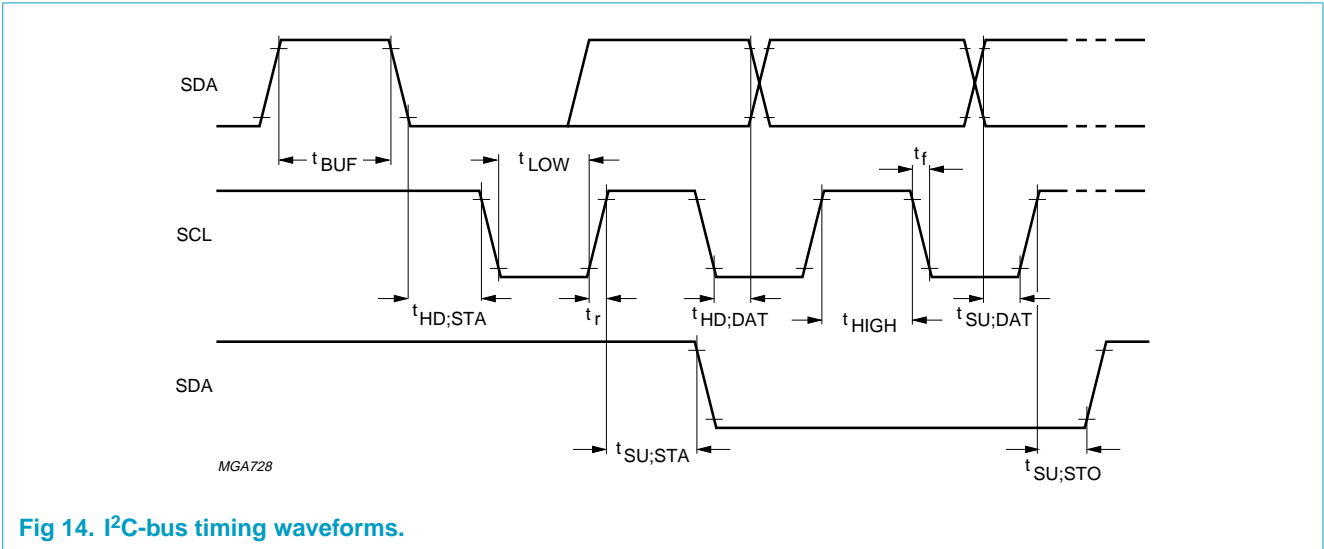 SDA
t BUF
t LOW
t f
SCL
t HD;STA
t r
t HD;DAT
t HIGH
t SU;DAT
SDA
t SU;STA
t SU;STO
MGA728
Fig 14. I²C-bus timing waveforms.